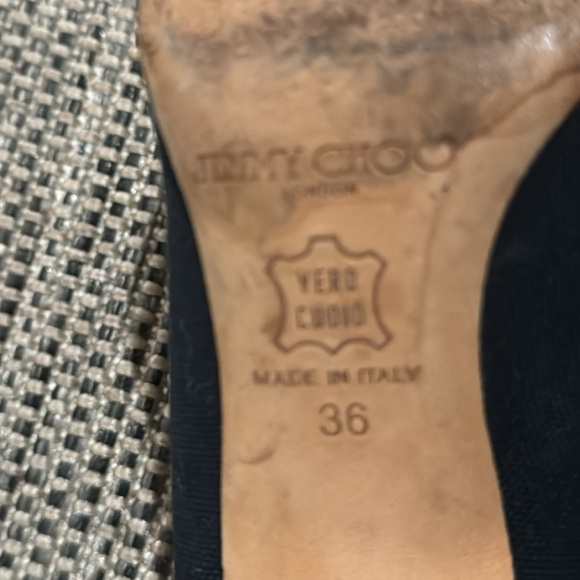 JIMMY CHOO
LONDON
VERO
CUOIO
MADE IN ITALY
36